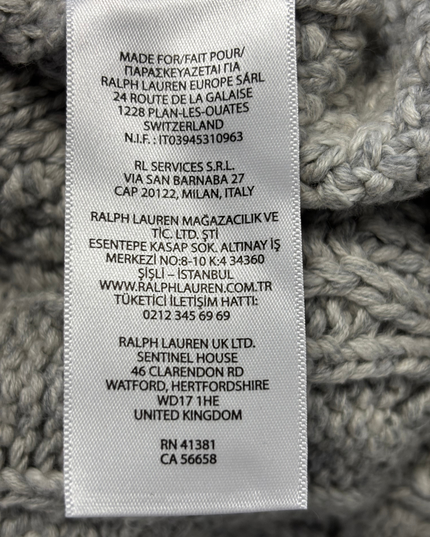 MADE FOR/FAIT POUR/
ΠΑΡΑΣΚΕΥΑΖΕΤΑΙ ΓΙΑ
RALPH LAUREN EUROPE SÁRL
24 ROUTE DE LA GALAISE
1228 PLAN-LES-OUATES
SWITZERLAND
N.I.F. : IT03945310963
RL SERVICES S.R.L.
VIA SAN BARNABA 27
CAP 20122, MILAN, ITALY
RALPH LAUREN MAĞAZACILIK VE
TİC. LTD. ŞTİ
ESENTEPE KASAP SOK. ALTINAY İŞ
MERKEZİ NO:8-10 K:4 34360
ŞİŞLİ – İSTANBUL
WWW.RALPHLAUREN.COM.TR
TÜKETİCİ İLETİŞİM HATTI:
0212 345 69 69
RALPH LAUREN UK LTD.
SENTINEL HOUSE
46 CLARENDON RD
WATFORD, HERTFORDSHIRE
WD17 1HE
UNITED KINGDOM
RN 41381
CA 56658